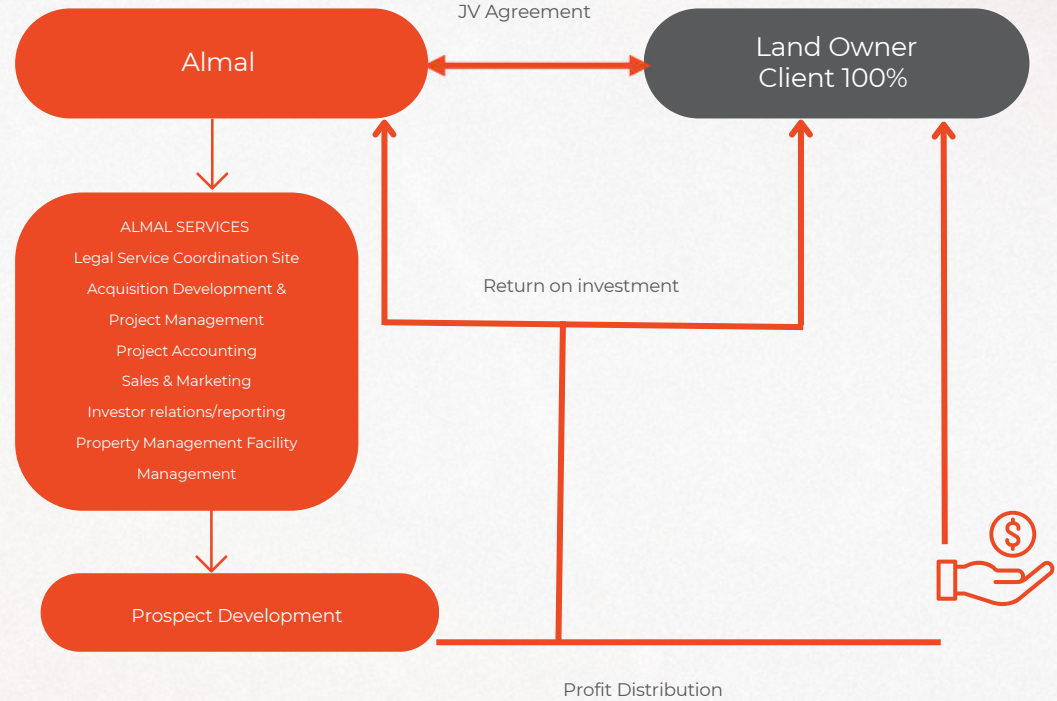 JV Agreement
Almal
Land Owner
Client 100%
ALMAL SERVICES
Legal Service Coordination Site
Acquisition Development &
Project Management
Project Accounting
Sales & Marketing
Investor relations/reporting
Property Management Facility
Management
Return on investment
$
Prospect Development
Profit Distribution